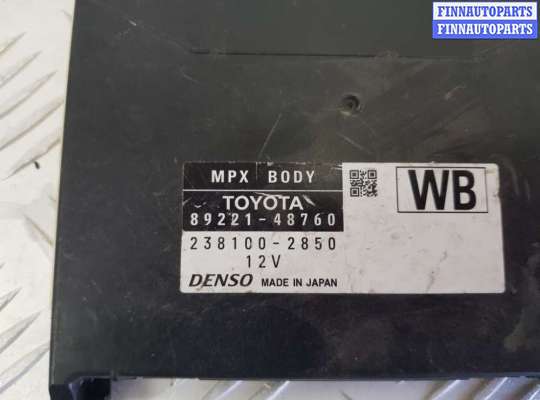 FINNAUTOPARTS
FINNAUTOPARTS
MPX BODY
TOYOTA
89221-48760
238100-2850
12V
DENSO MADE IN JAPAN
WB